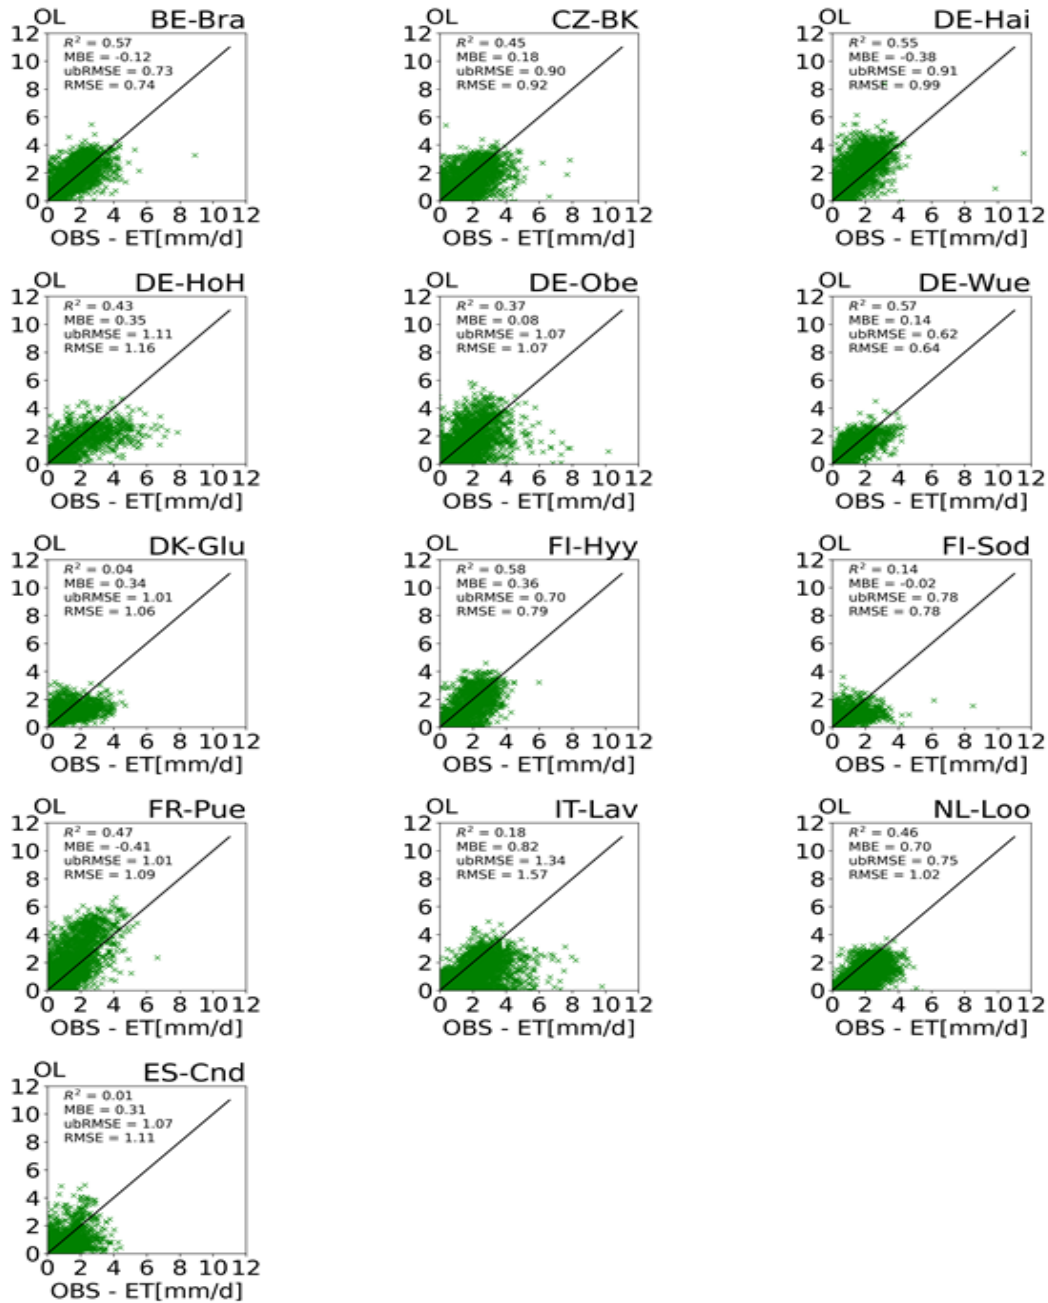 OL BE-Bra
R² = 0.57
MBE = -0.12
ubRMSE = 0.73
RMSE = 0.74
12
10
8
6
4
2
0
0 2 4 6 8 10 12
OBS - ET[mm/d]
OL CZ-BK
R² = 0.45
MBE = 0.18
ubRMSE = 0.90
RMSE = 0.92
12
10
8
6
4
2
0
0 2 4 6 8 10 12
OBS - ET[mm/d]
OL DE-Hai
R² = 0.55
MBE = -0.38
ubRMSE = 0.91
RMSE = 0.99
12
10
8
6
4
2
0
0 2 4 6 8 10 12
OBS - ET[mm/d]
OL DE-HoH
R² = 0.43
MBE = 0.35
ubRMSE = 1.11
RMSE = 1.16
12
10
8
6
4
2
0
0 2 4 6 8 10 12
OBS - ET[mm/d]
OL DE-Obe
R² = 0.37
MBE = 0.08
ubRMSE = 1.07
RMSE = 1.07
12
10
8
6
4
2
0
0 2 4 6 8 10 12
OBS - ET[mm/d]
OL DE-Wue
R² = 0.57
MBE = 0.14
ubRMSE = 0.62
RMSE = 0.64
12
10
8
6
4
2
0
0 2 4 6 8 10 12
OBS - ET[mm/d]
OL DK-Glu
R² = 0.04
MBE = 0.34
ubRMSE = 1.01
RMSE = 1.06
12
10
8
6
4
2
0
0 2 4 6 8 10 12
OBS - ET[mm/d]
OL FI-Hyy
R² = 0.58
MBE = 0.36
ubRMSE = 0.70
RMSE = 0.79
12
10
8
6
4
2
0
0 2 4 6 8 10 12
OBS - ET[mm/d]
OL FI-Sod
R² = 0.14
MBE = -0.02
ubRMSE = 0.78
RMSE = 0.78
12
10
8
6
4
2
0
0 2 4 6 8 10 12
OBS - ET[mm/d]
OL FR-Pue
R² = 0.47
MBE = -0.41
ubRMSE = 1.01
RMSE = 1.09
12
10
8
6
4
2
0
0 2 4 6 8 10 12
OBS - ET[mm/d]
OL IT-Lav
R² = 0.18
MBE = 0.82
ubRMSE = 1.34
RMSE = 1.57
12
10
8
6
4
2
0
0 2 4 6 8 10 12
OBS - ET[mm/d]
OL NL-Loo
R² = 0.46
MBE = 0.70
ubRMSE = 0.75
RMSE = 1.02
12
10
8
6
4
2
0
0 2 4 6 8 10 12
OBS - ET[mm/d]
OL ES-Cnd
R² = 0.01
MBE = 0.31
ubRMSE = 1.07
RMSE = 1.11
12
10
8
6
4
2
0
0 2 4 6 8 10 12
OBS - ET[mm/d]